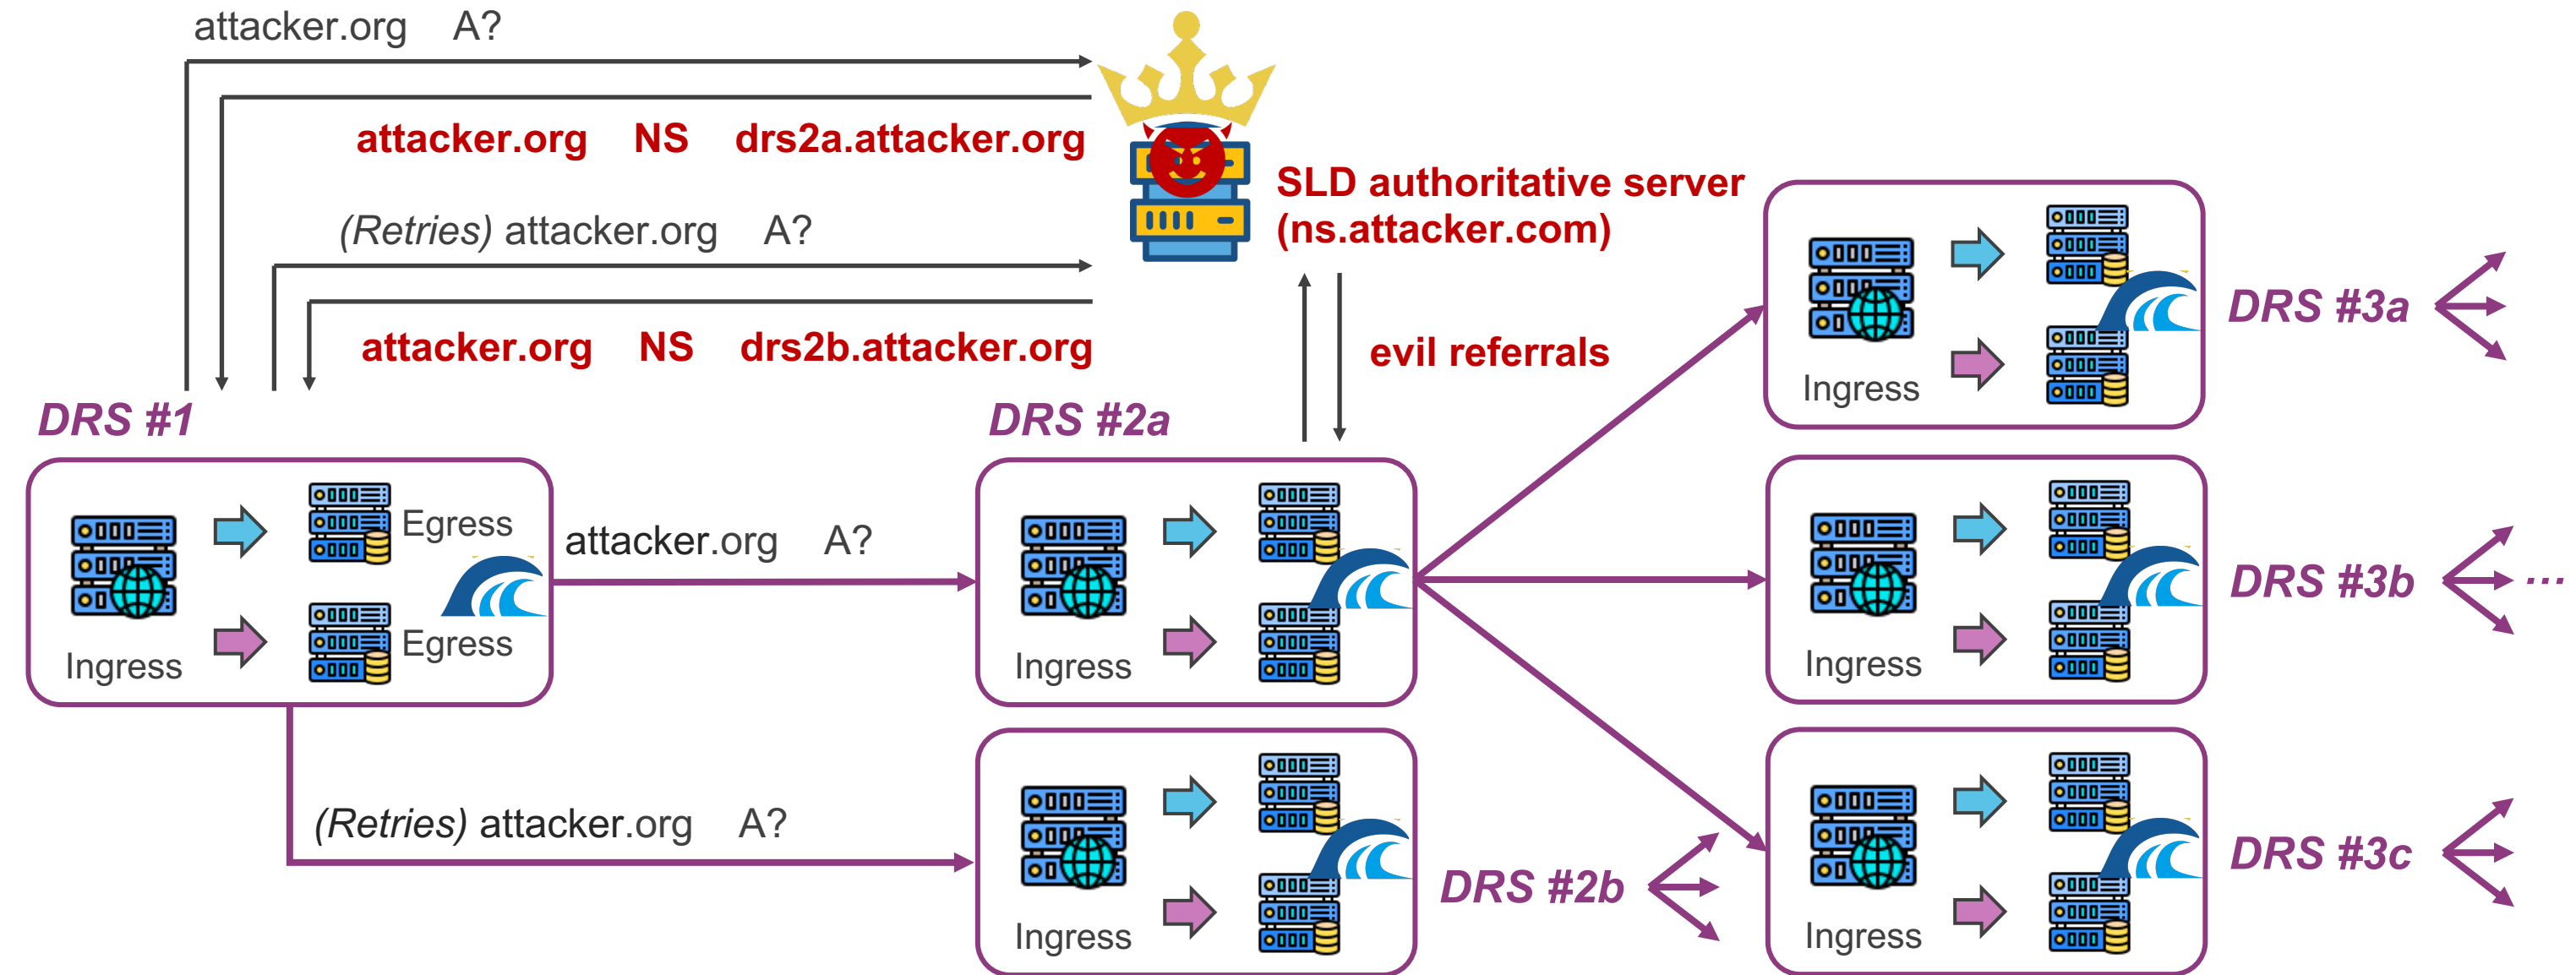 attacker.org A?
attacker.org NS drs2a.attacker.org
(Retries) attacker.org A?
attacker.org NS drs2b.attacker.org
SLD authoritative server
(ns.attacker.com)
evil referrals
DRS #1
Ingress
Egress
Egress
attacker.org A?
(Retries) attacker.org A?
DRS #2a
Ingress
Ingress
DRS #2b
Ingress
DRS #3a
Ingress
DRS #3b
...
Ingress
DRS #3c